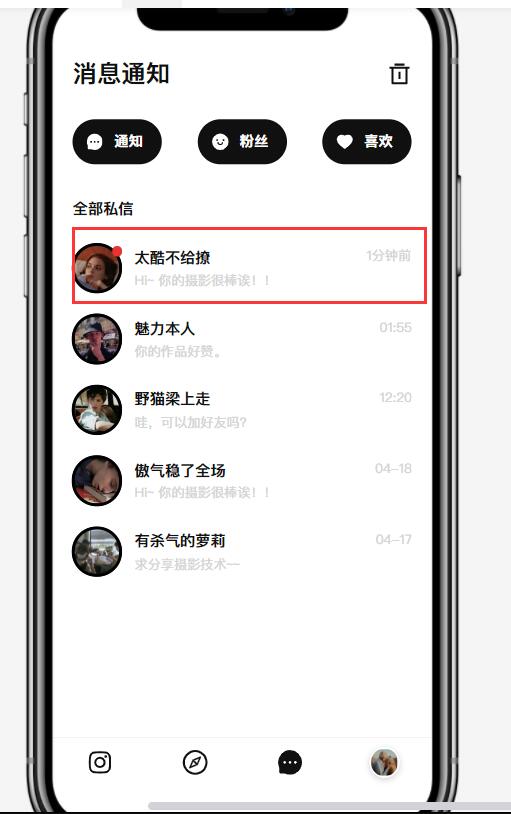 消息通知
通知 粉丝 喜欢
全部私信
太酷不给撩 1分钟前
Hi~ 你的摄影很棒诶！！
魅力本人 01:55
你的作品好赞。
野猫梁上走 12:20
哇，可以加好友吗?
傲气稳了全场 04-18
Hi~ 你的摄影很棒诶！！
有杀气的萝莉 04-17
求分享摄影技术~~